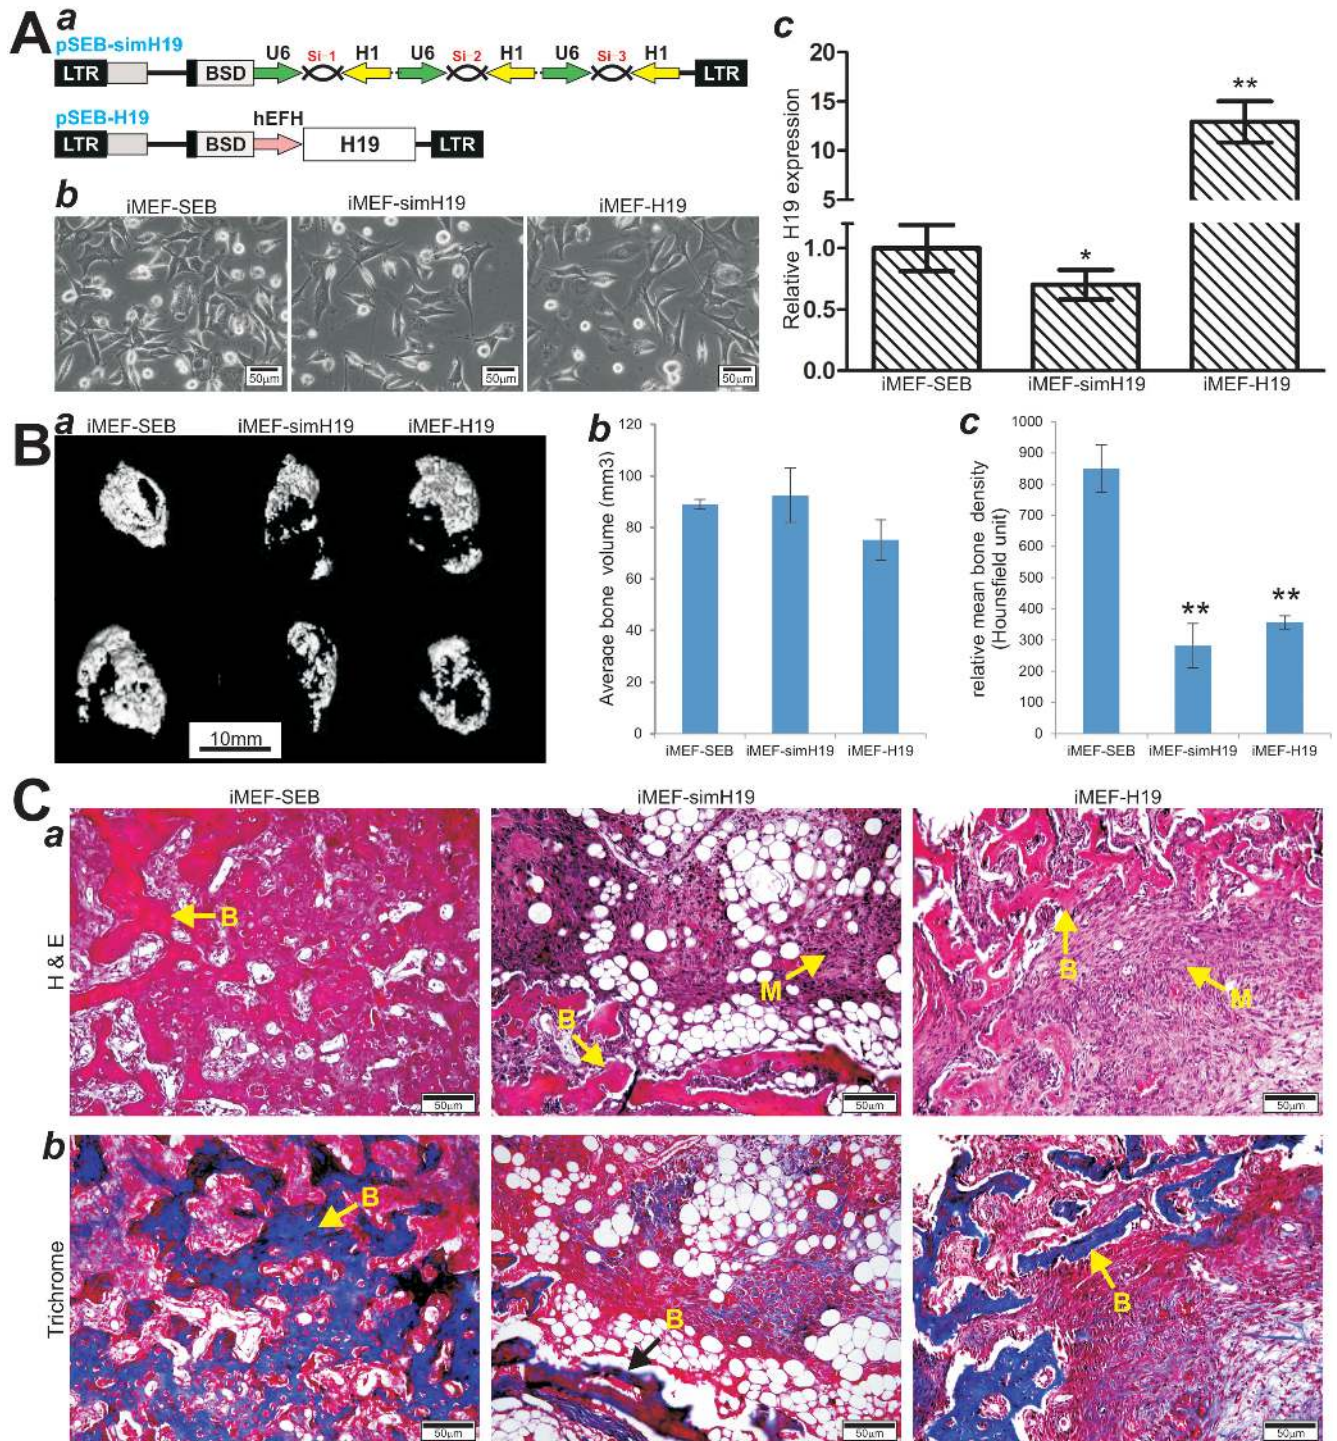 A
a
pSEB-simH19
LTR BSD U6 Si-1 H1 U6 Si-2 H1 U6 Si-3 H1 LTR
pSEB-H19
LTR BSD hEFH H19 LTR
b
iMEF-SEB iMEF-simH19 iMEF-H19
50μm 50μm 50μm
c
Relative H19 expression
20
15
10
5
1.0
0.5
0.0
* **
iMEF-SEB iMEF-simH19 iMEF-H19
B
a
iMEF-SEB iMEF-simH19 iMEF-H19
10mm
b
Average bone volume (mm3)
120
100
80
60
40
20
0
iMEF-SEB iMEF-simH19 iMEF-H19
c
relative mean bone density
(Hounsfield unit)
1000
900
800
700
600
500
400
300
200
100
0
** **
iMEF-SEB iMEF-simH19 iMEF-H19
C
iMEF-SEB iMEF-simH19 iMEF-H19
a
H & E
B
M
B
B
M
50μm 50μm 50μm
b
Trichrome
B
B
B
50μm 50μm 50μm